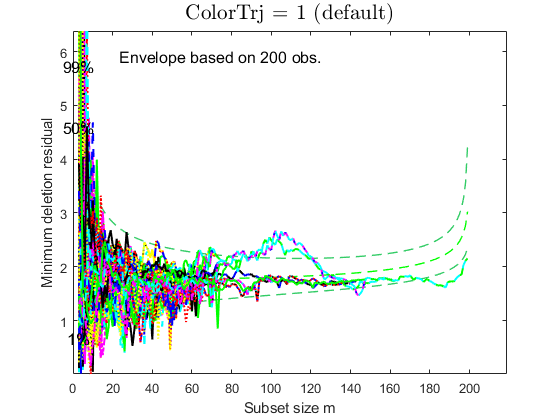 ColorTrj = 1 (default)
Envelope based on 200 obs.
99%
50%
1%
Minimum deletion residual
6
5
4
3
2
1
0 20 40 60 80 100 120 140 160 180 200
Subset size m